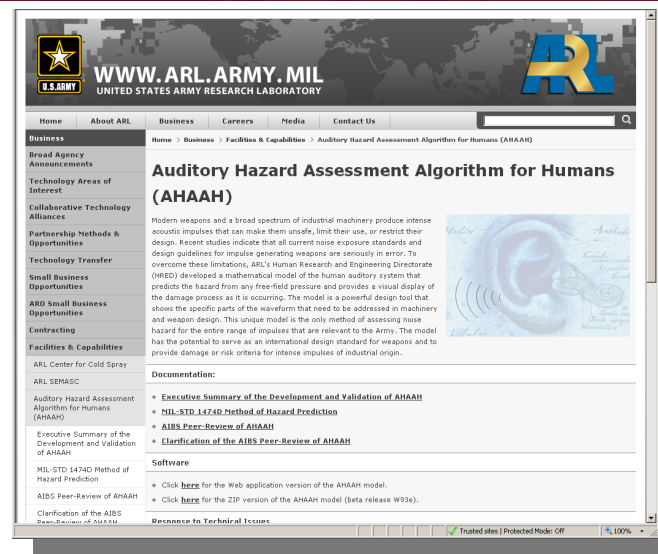 WWW.ARL.ARMY.MIL
UNITED STATES ARMY RESEARCH LABORATORY
U.S.ARMY
ARL
Home About ARL Business Careers Media Contact Us
Business
Broad Agency
Announcements
Technology Areas of
Interest
Collaborative Technology
Alliances
Partnership Methods &
Opportunities
Technology Transfer
Small Business
Opportunities
ARO Small Business
Opportunities
Contracting
Facilities & Capabilities
ARL Center for Cold Spray
ARL SEMASC
Auditory Hazard Assessment
Algorithm for Humans
(AHAAH)
Executive Summary of the
Development and Validation
of AHAAH
MIL-STD 1474D Method of
Hazard Prediction
AIBS Peer-Review of AHAAH
Clarification of the AIBS
Peer-Review of AHAAH
Home > Business > Facilities & Capabilities > Auditory Hazard Assessment Algorithm for Humans (AHAAH)
Auditory Hazard Assessment Algorithm for Humans
(AHAAH)
Modern weapons and a broad spectrum of industrial machinery produce intense
acoustic impulses that can make them unsafe, limit their use, or restrict their
design. Recent studies indicate that all current noise exposure standards and
design guidelines for impulse generating weapons are seriously in error. To
overcome these limitations, ARL's Human Research and Engineering Directorate
(HRED) developed a mathematical model of the human auditory system that
predicts the hazard from any free-field pressure and provides a visual display of
the damage process as it is occurring. The model is a powerful design tool that
shows the specific parts of the waveform that need to be addressed in machinery
and weapon design. This unique model is the only method of assessing noise
hazard for the entire range of impulses that are relevant to the Army. The model
has the potential to serve as an international design standard for weapons and to
provide damage or risk criteria for intense impulses of industrial origin.
Documentation:
Executive Summary of the Development and Validation of AHAAH
MIL-STD 1474D Method of Hazard Prediction
AIBS Peer-Review of AHAAH
Clarification of the AIBS Peer-Review of AHAAH
Software
Click here for the Web application version of the AHAAH model.
Click here for the ZIP version of the AHAAH model (beta release W93e).
Response to Technical Issues
Trusted sites | Protected Mode: Off
100%